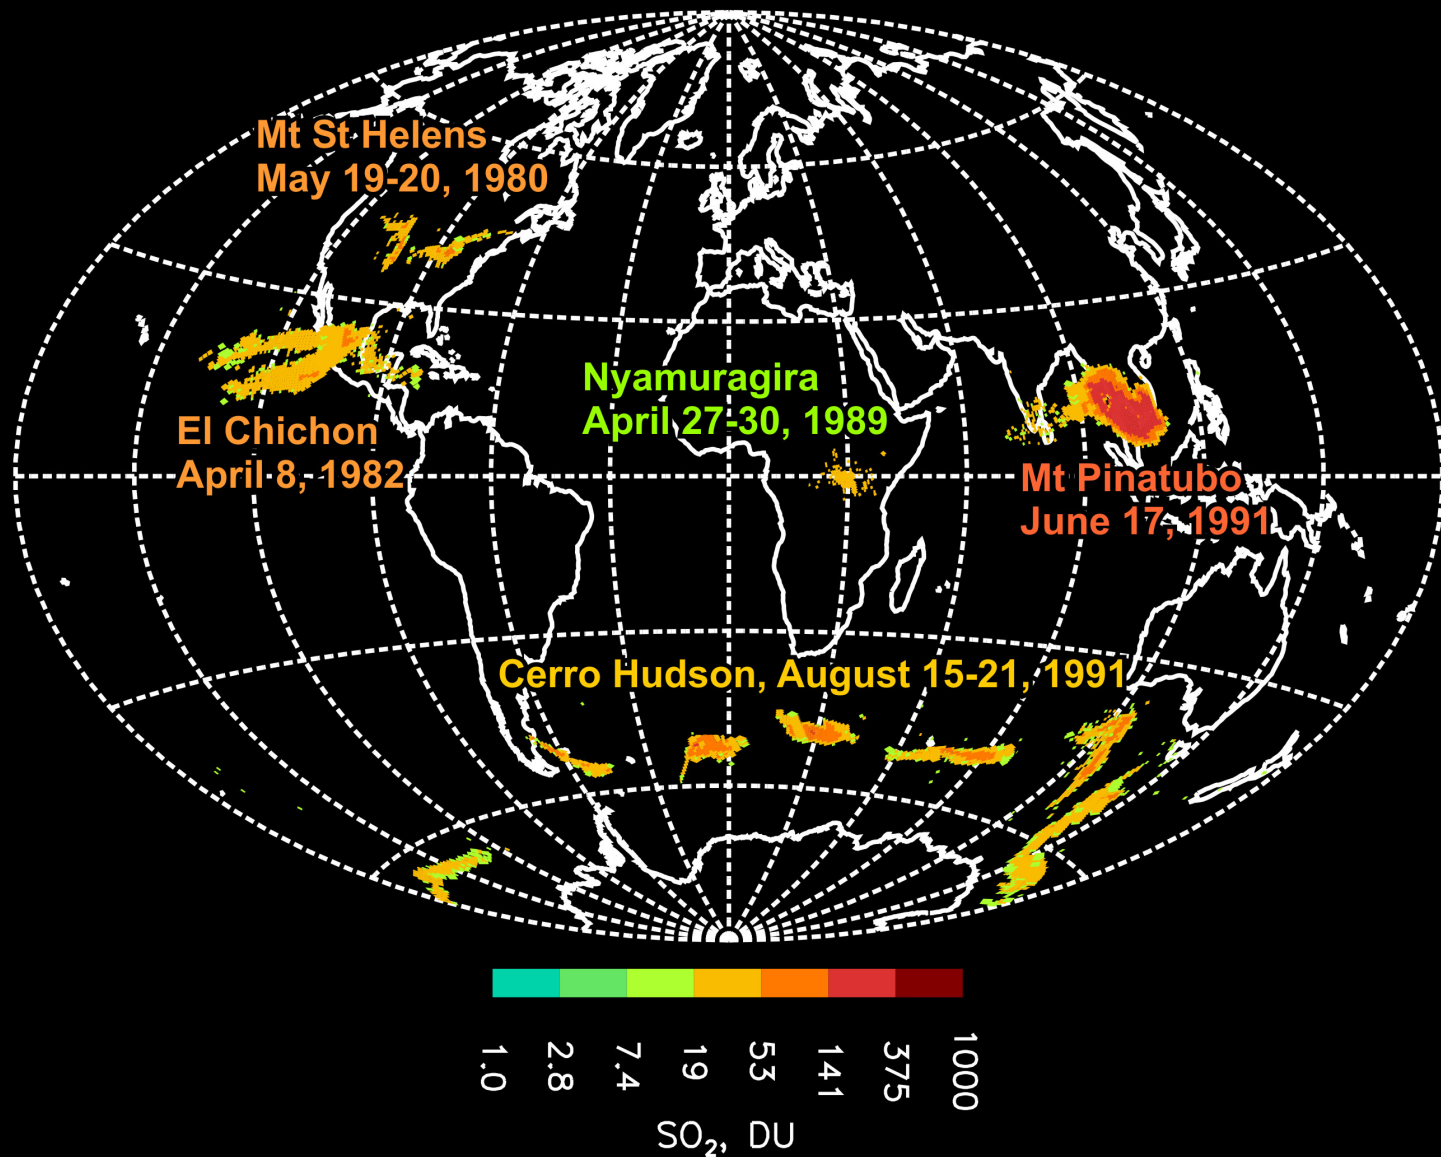 Mt St Helens
May 19-20, 1980
Nyamuragira
April 27-30, 1989
El Chichon
April 8, 1982
Mt Pinatubo
June 17, 1991
Cerro Hudson, August 15-21, 1991
1.0
2.8
7.4
19
53
141
375
1000
SO₂, DU